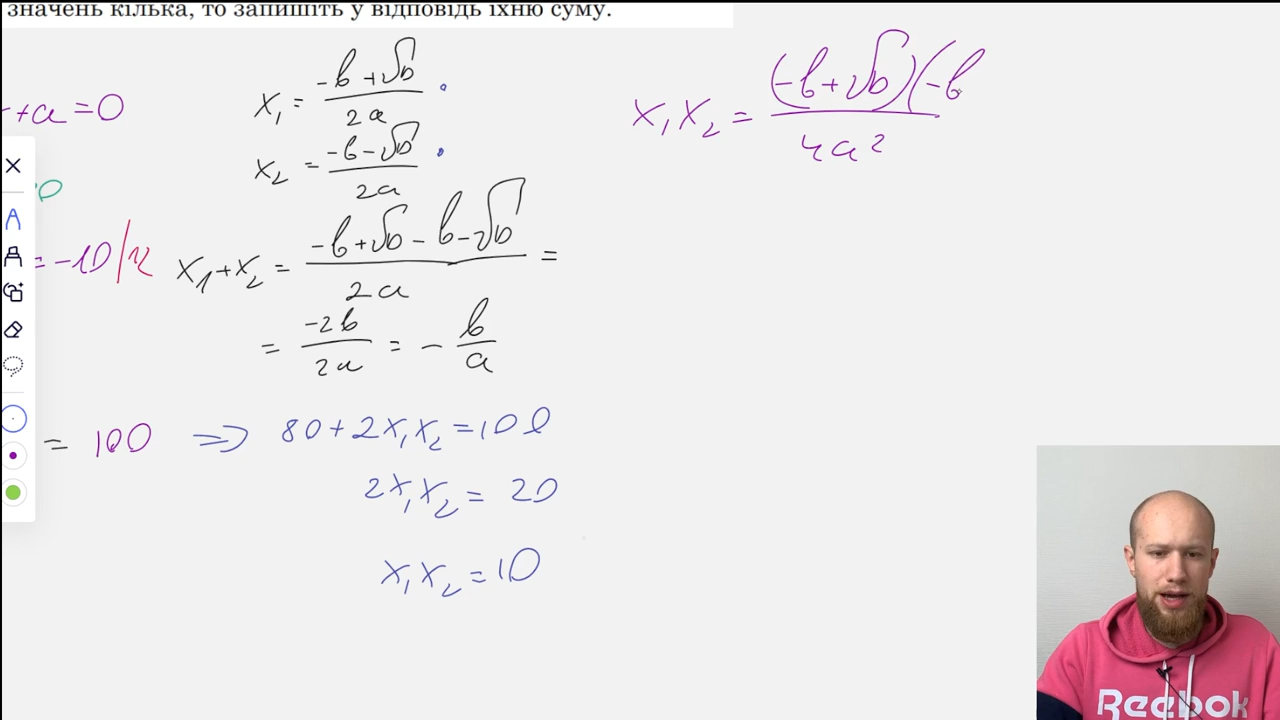 значень кілька, то запишіть у відповідь їхню суму.
+a=0
x₁ = (-b+√D)/2a
x₂ = (-b-√D)/2a
= -10/4
x₁+x₂ = (-b+√D-b-√D)/2a =
= -2b/2a = - b/a
= 100 => 80+2x₁x₂=100
2x₁x₂ = 20
x₁x₂ = 10
x₁x₂ = (-b+√D)(-b/4a²
Reebok